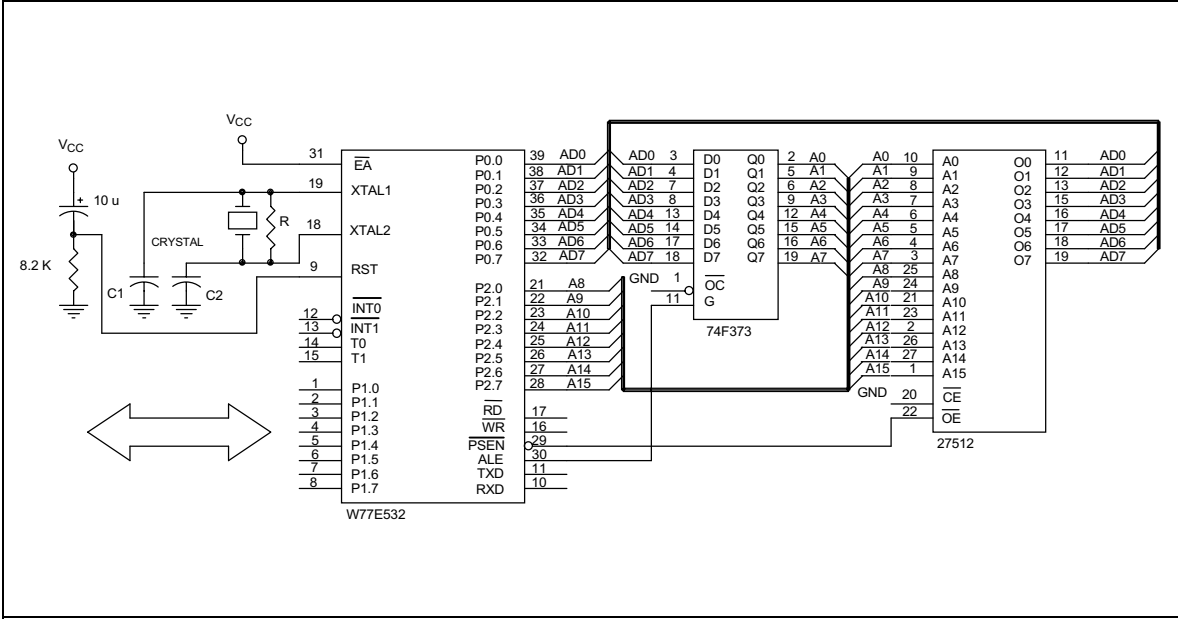 VCC
10 u
8.2 K
VCC
CRYSTAL
R
C1
C2
31 EA
19 XTAL1
18 XTAL2
9 RST
12 INT0
13 INT1
14 T0
15 T1
1 P1.0
2 P1.1
3 P1.2
4 P1.3
5 P1.4
6 P1.5
7 P1.6
8 P1.7
P0.0 39 AD0
P0.1 38 AD1
P0.2 37 AD2
P0.3 36 AD3
P0.4 35 AD4
P0.5 34 AD5
P0.6 33 AD6
P0.7 32 AD7
P2.0 21 A8
P2.1 22 A9
P2.2 23 A10
P2.3 24 A11
P2.4 25 A12
P2.5 26 A13
P2.6 27 A14
P2.7 28 A15
RD 17
WR 16
PSEN 29
ALE 30
TXD 11
RXD 10
W77E532
AD0 3 D0 Q0 2 A0
AD1 4 D1 Q1 5 A1
AD2 7 D2 Q2 6 A2
AD3 8 D3 Q3 9 A3
AD4 13 D4 Q4 12 A4
AD5 14 D5 Q5 15 A5
AD6 17 D6 Q6 16 A6
AD7 18 D7 Q7 19 A7
GND 1 OC
11 G
74F373
A0 10 A0
A1 9 A1
A2 8 A2
A3 7 A3
A4 6 A4
A5 5 A5
A6 4 A6
A7 3 A7
A8 25 A8
A9 24 A9
A10 21 A10
A11 23 A11
A12 2 A12
A13 26 A13
A14 27 A14
A15 1 A15
GND 20 CE
22 OE
O0 11 AD0
O1 12 AD1
O2 13 AD2
O3 15 AD3
O4 16 AD4
O5 17 AD5
O6 18 AD6
O7 19 AD7
27512